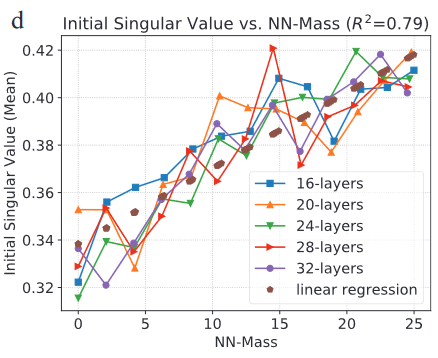 d
Initial Singular Value vs. NN-Mass (R²=0.79)
Initial Singular Value (Mean)
0.42
0.40
0.38
0.36
0.34
0.32
16-layers
20-layers
24-layers
28-layers
32-layers
linear regression
0 5 10 15 20 25
NN-Mass